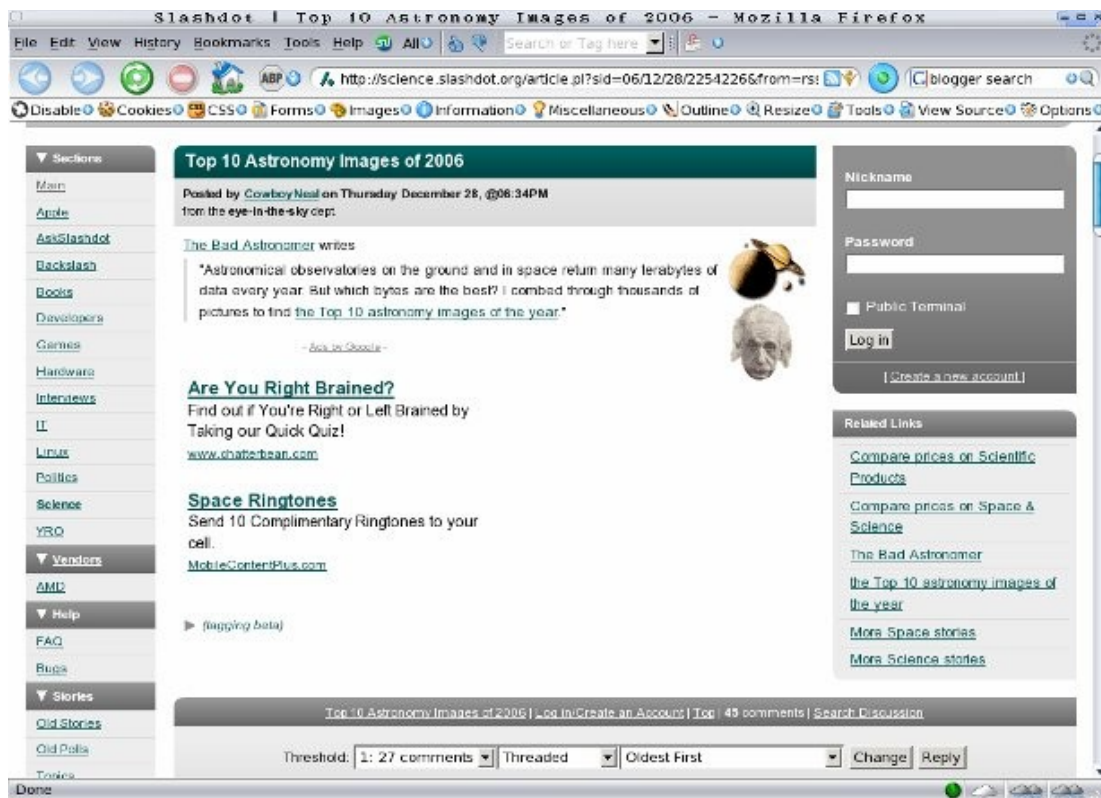 Slashdot | Top 10 Astronomy Images of 2006 - Mozilla Firefox
File Edit View History Bookmarks Tools Help All Search or Tag here
ABP http://science.slashdot.org/article.pl?sid=06/12/28/2254226&from=rs: blogger search
Disable Cookies CSS Forms Images Information Miscellaneous Outline Resize Tools View Source Options
Sections
Main
Apple
AskSlashdot
Backslash
Books
Developers
Games
Hardware
Interviews
IT
Linux
Politics
Science
YRO
Vendors
AMD
Help
FAQ
Bugs
Stories
Old Stories
Old Polls
Topics
Top 10 Astronomy Images of 2006
Posted by CowboyNeal on Thursday December 28, @06:34PM
from the eye-in-the-sky dept.
The Bad Astronomer writes
"Astronomical observatories on the ground and in space return many terabytes of
data every year. But which bytes are the best? I combed through thousands of
pictures to find the Top 10 astronomy images of the year."
- Ads by Google -
Are You Right Brained?
Find out if You're Right or Left Brained by
Taking our Quick Quiz!
www.chatterbean.com
Space Ringtones
Send 10 Complimentary Ringtones to your
cell.
MobileContentPlus.com
(tagging beta)
Nickname
Password
Public Terminal
Log in
[ Create a new account ]
Related Links
Compare prices on Scientific
Products
Compare prices on Space &
Science
The Bad Astronomer
the Top 10 astronomy images of
the year
More Space stories
More Science stories
Top 10 Astronomy Images of 2006 | Log in/Create an Account | Top | 45 comments | Search Discussion
Threshold: 1: 27 comments Threaded Oldest First Change Reply
Done